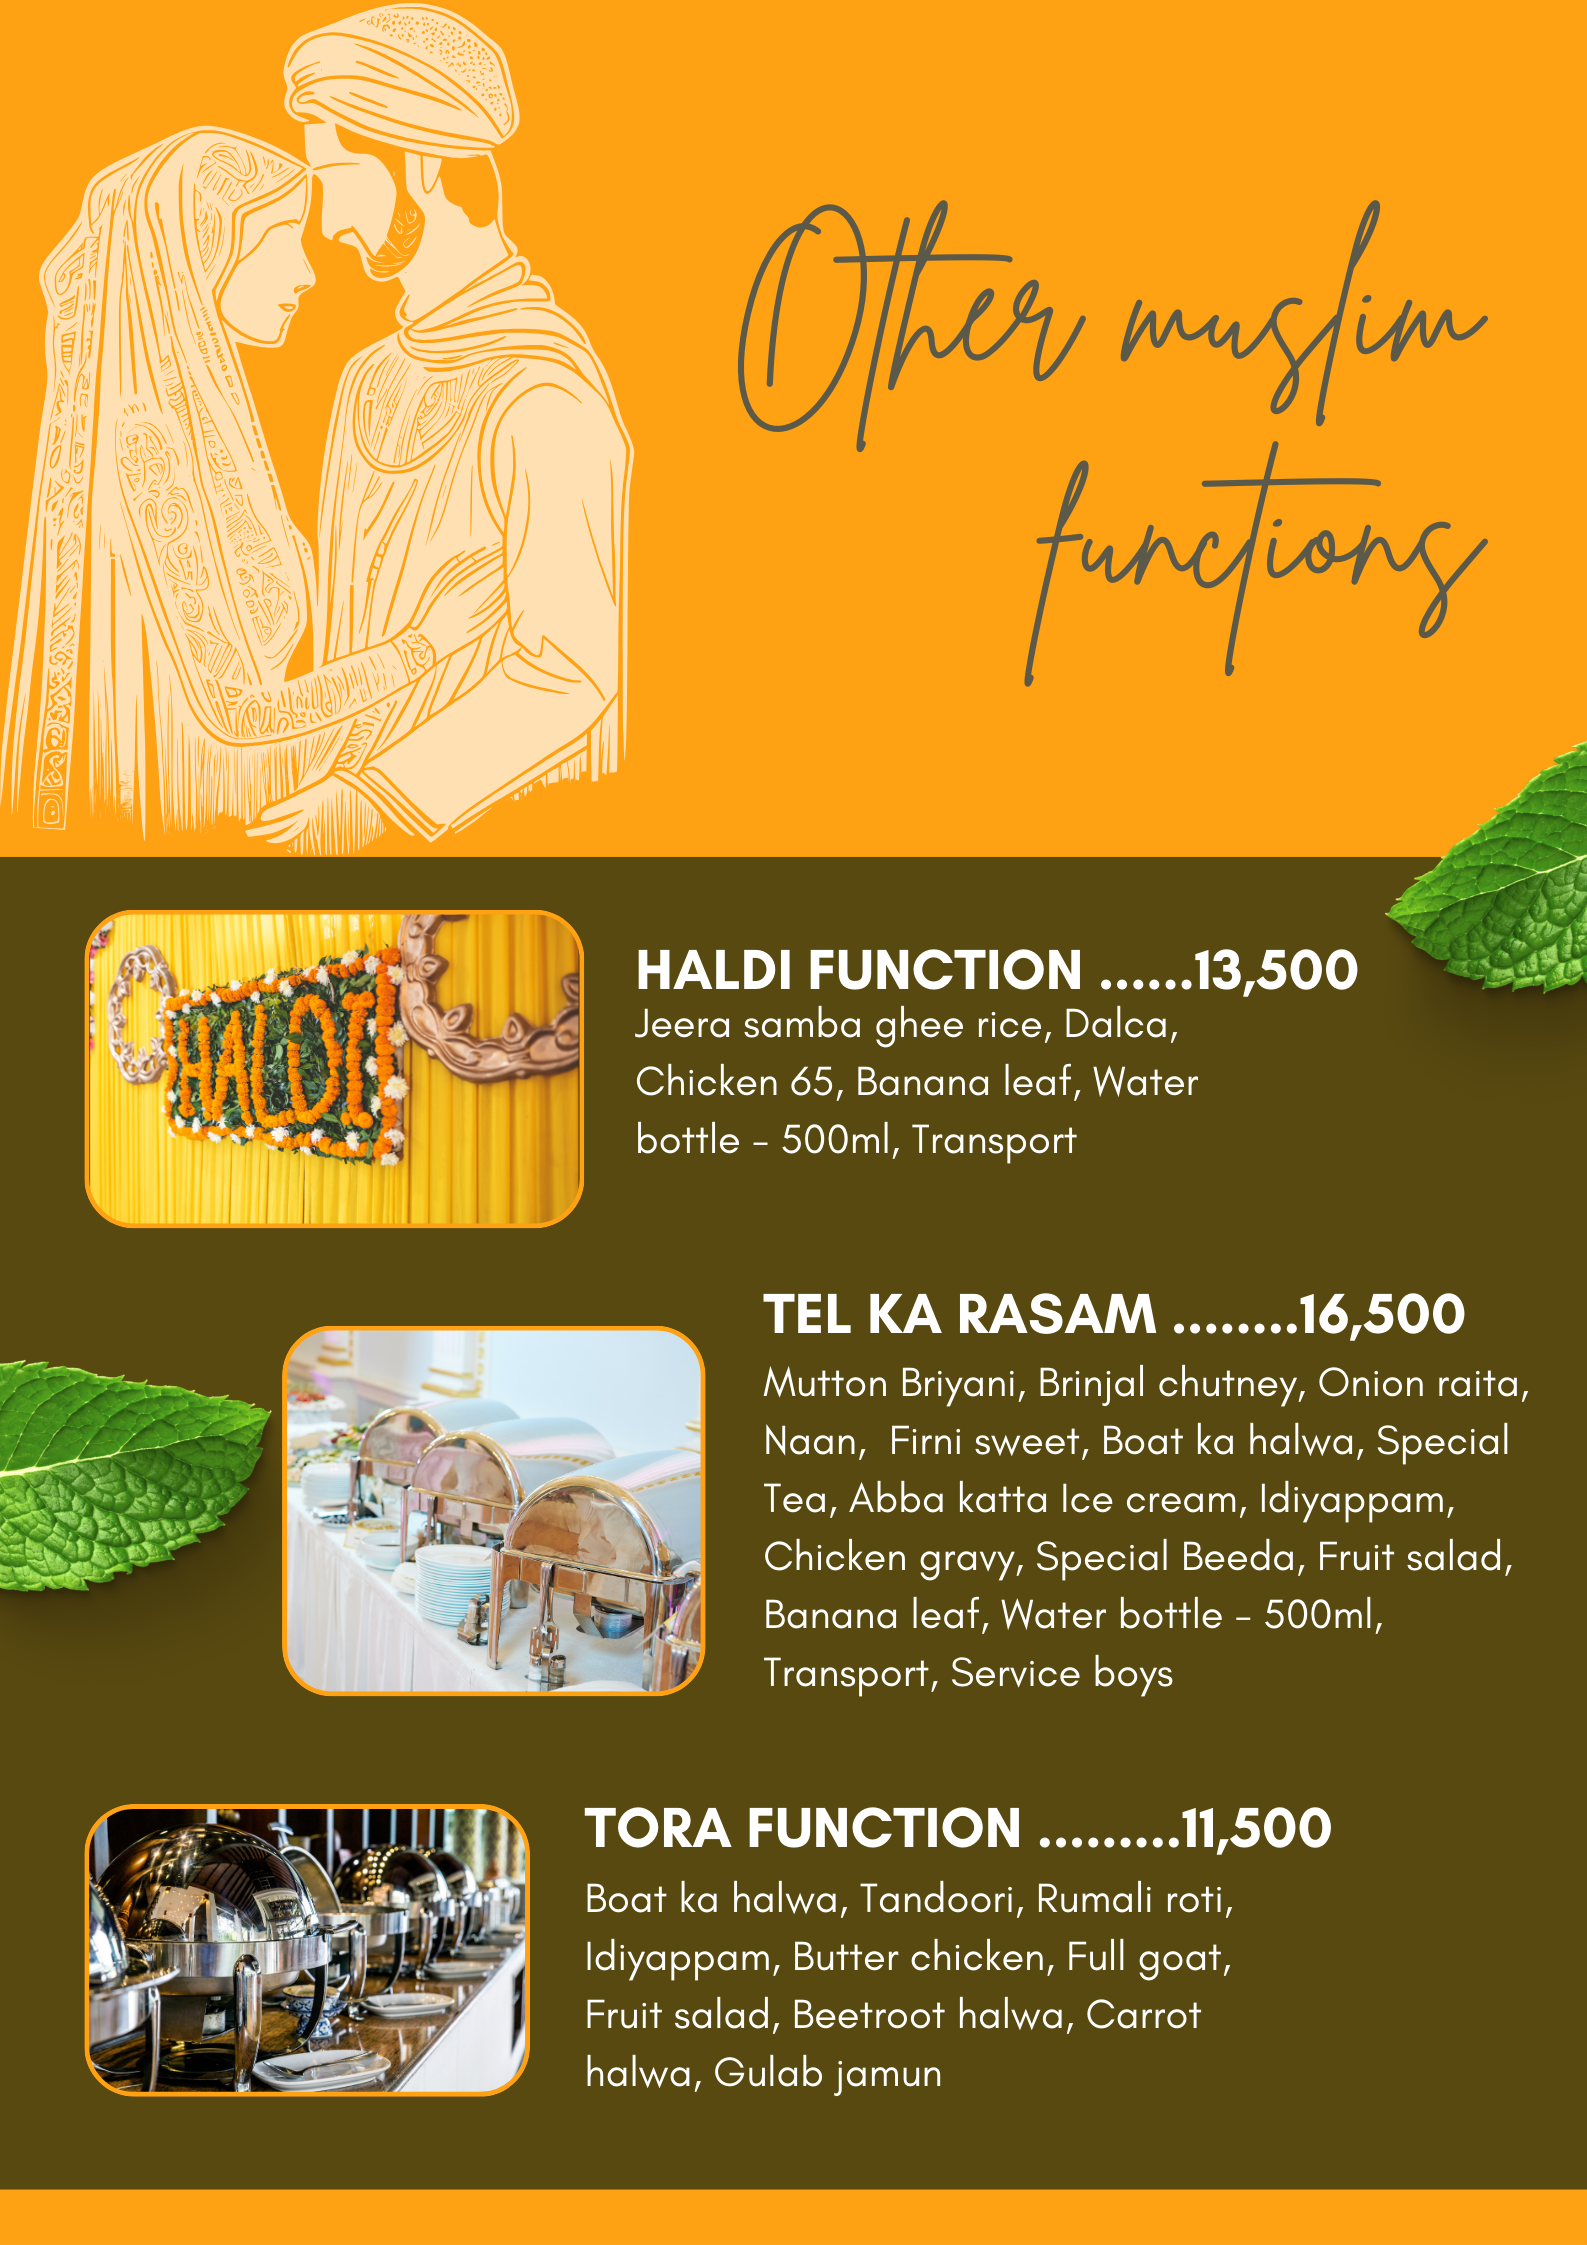 Other muslim
functions
HALDI
HALDI FUNCTION ......13,500
Jeera samba ghee rice, Dalca,
Chicken 65, Banana leaf, Water
bottle - 500ml, Transport
TEL KA RASAM ........16,500
Mutton Briyani, Brinjal chutney, Onion raita,
Naan,  Firni sweet, Boat ka halwa, Special
Tea, Abba katta Ice cream, Idiyappam,
Chicken gravy, Special Beeda, Fruit salad,
Banana leaf, Water bottle - 500ml,
Transport, Service boys
TORA FUNCTION .........11,500
Boat ka halwa, Tandoori, Rumali roti,
Idiyappam, Butter chicken, Full goat,
Fruit salad, Beetroot halwa, Carrot
halwa, Gulab jamun